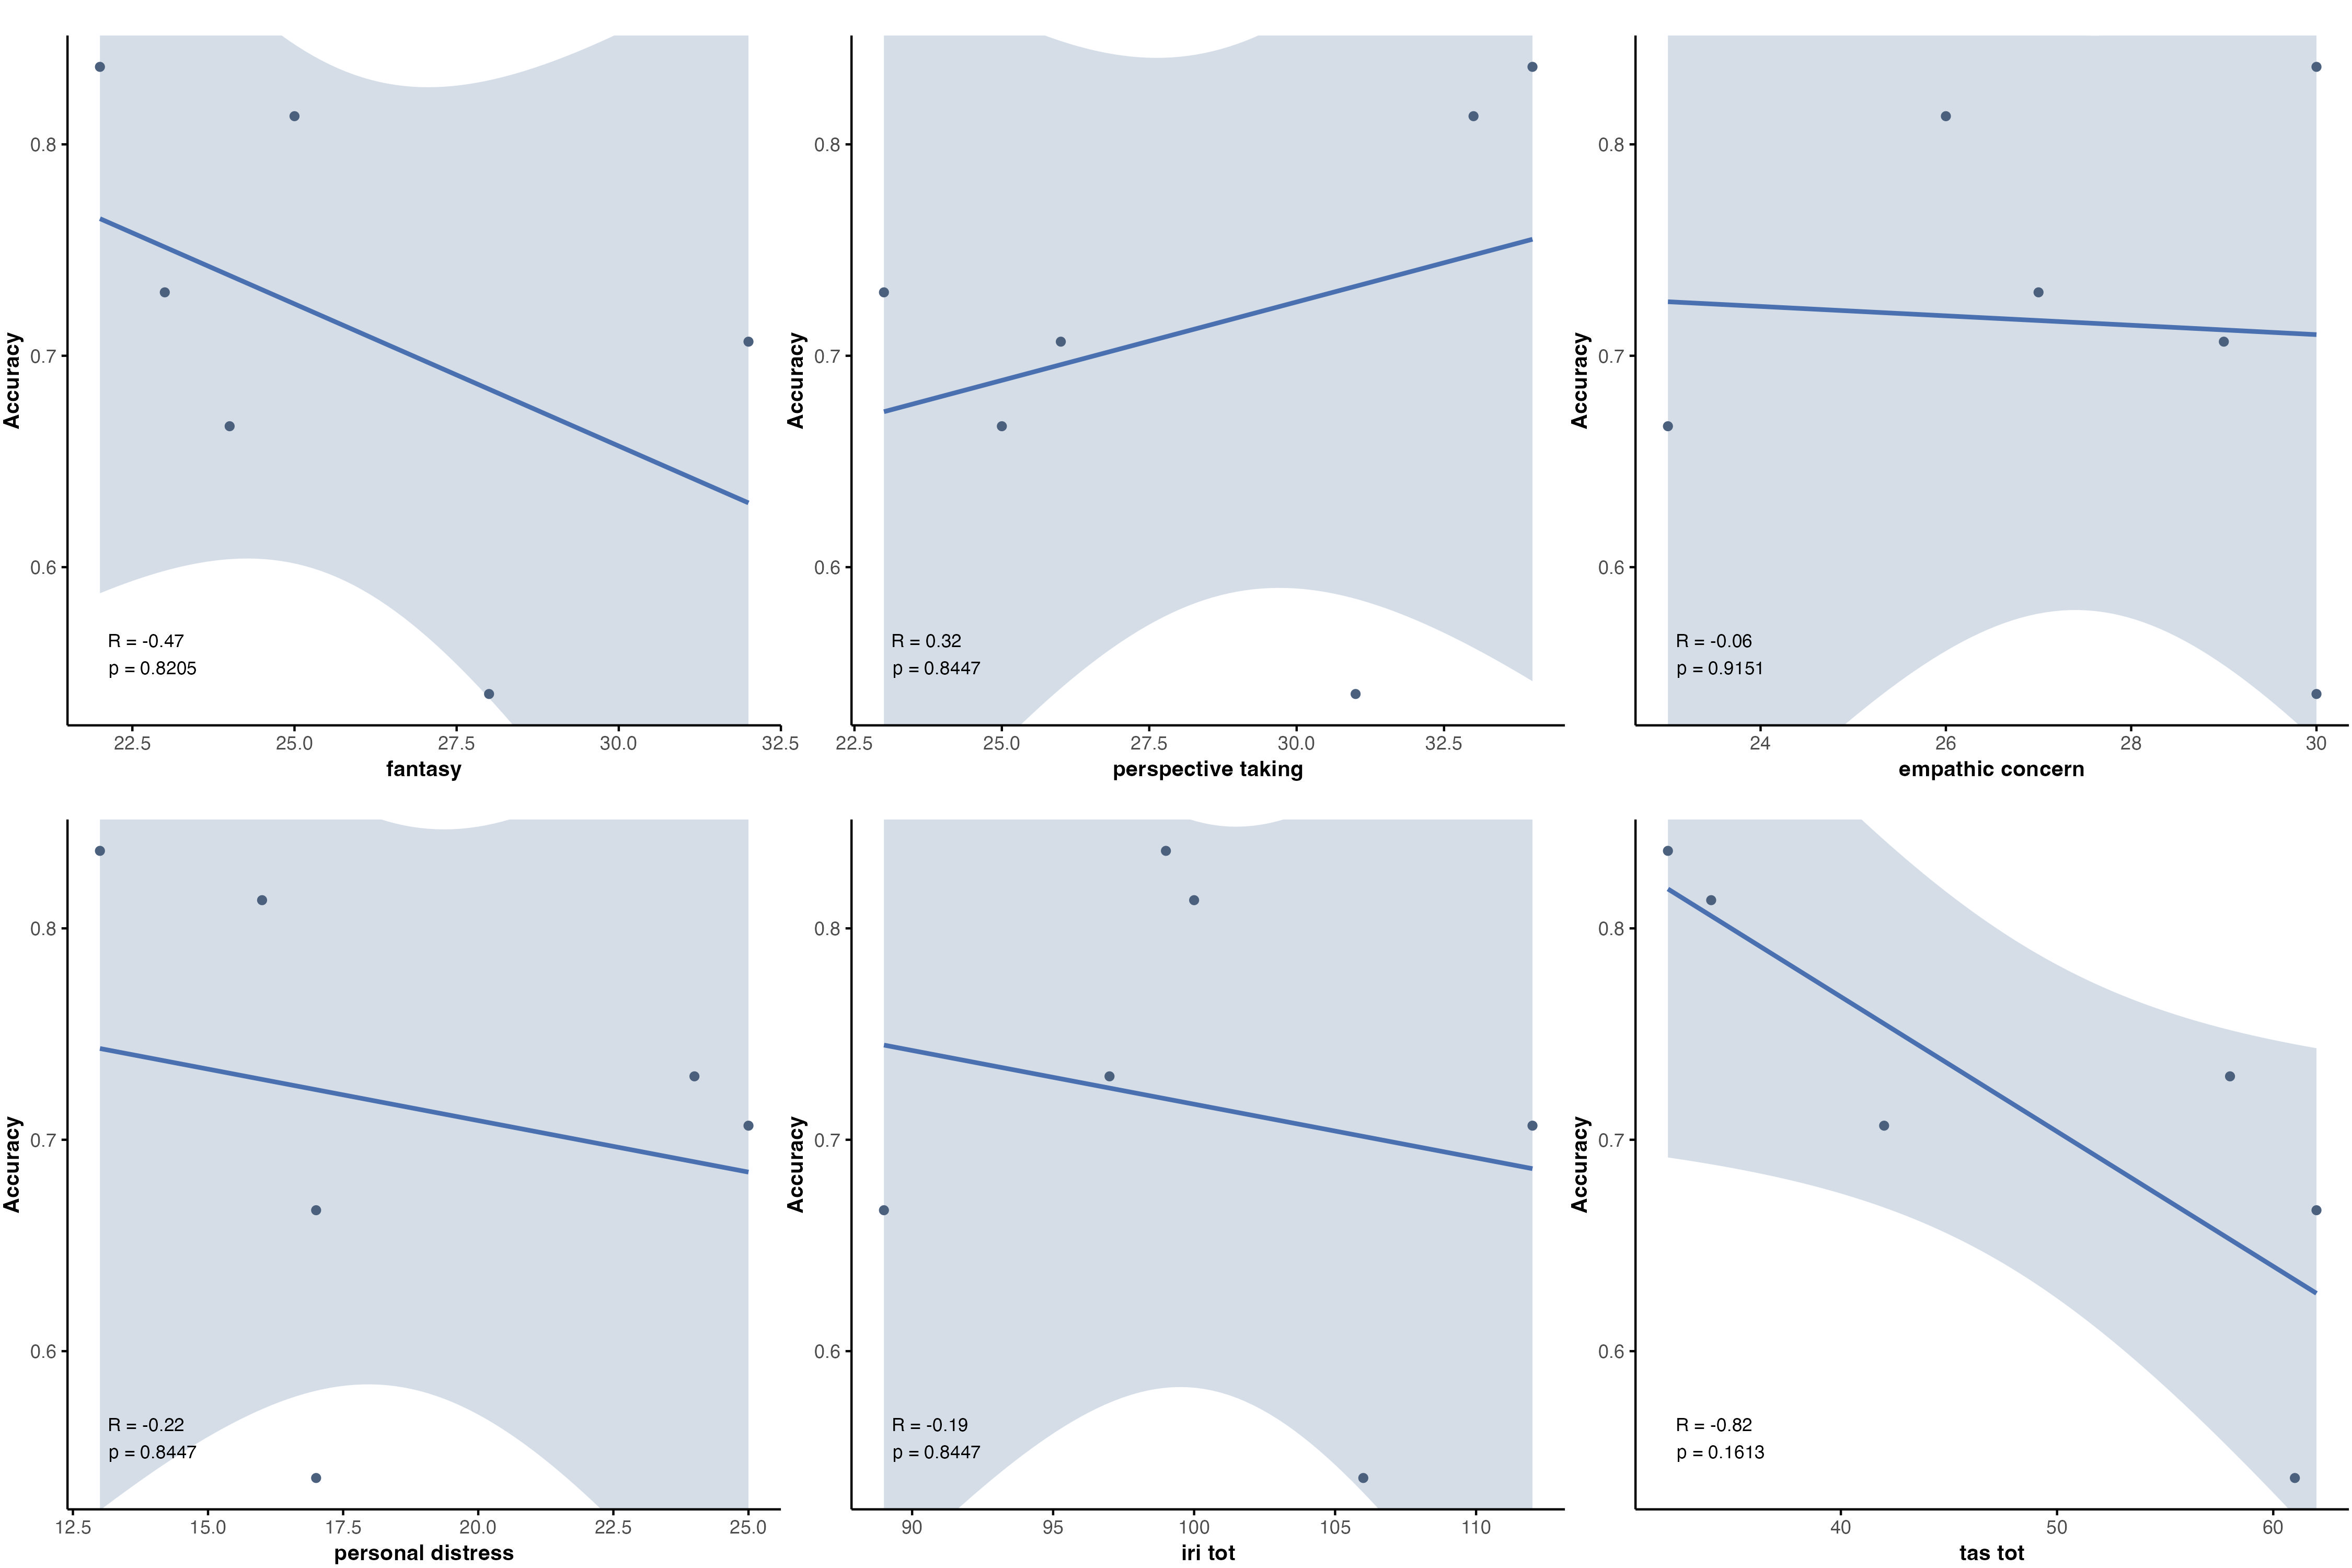 Accuracy
0.8
0.7
0.6
R = -0.47
p = 0.8205
22.5 25.0 27.5 30.0 32.5
fantasy
Accuracy
0.8
0.7
0.6
R = 0.32
p = 0.8447
22.5 25.0 27.5 30.0 32.5
perspective taking
Accuracy
0.8
0.7
0.6
R = -0.06
p = 0.9151
24 26 28 30
empathic concern
Accuracy
0.8
0.7
0.6
R = -0.22
p = 0.8447
12.5 15.0 17.5 20.0 22.5 25.0
personal distress
Accuracy
0.8
0.7
0.6
R = -0.19
p = 0.8447
90 95 100 105 110
iri tot
Accuracy
0.8
0.7
0.6
R = -0.82
p = 0.1613
40 50 60
tas tot